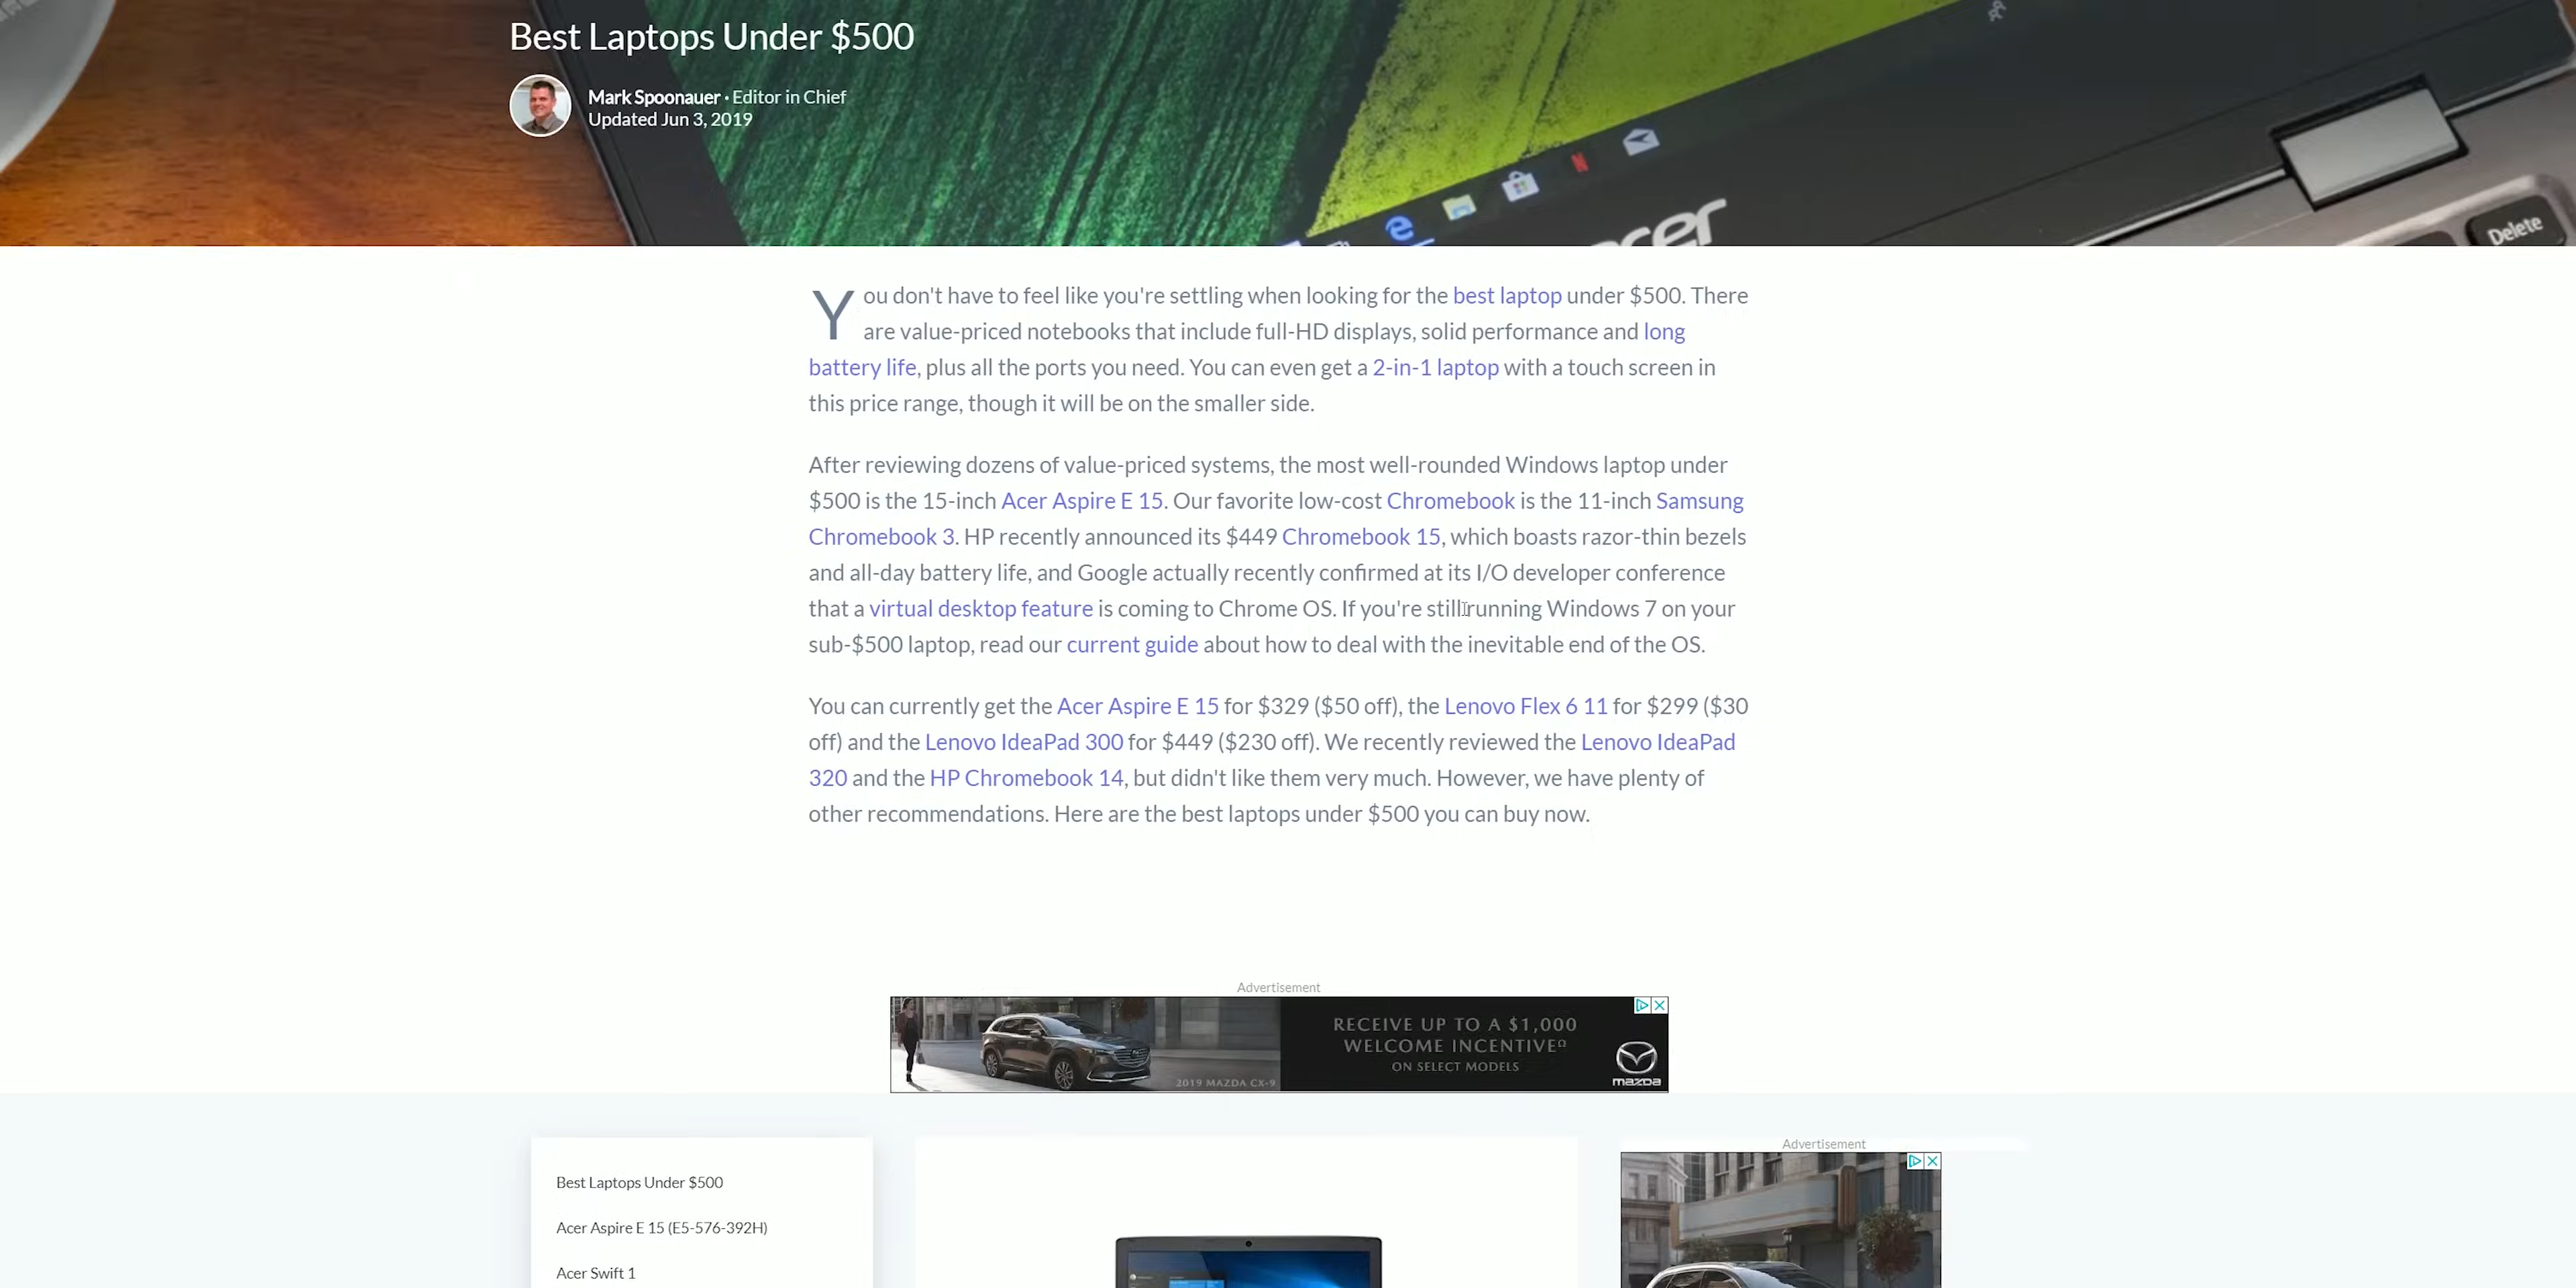 Best Laptops Under $500
Mark Spoonauer · Editor in Chief
Updated Jun 3, 2019
acer
Delete
You don't have to feel like you're settling when looking for the best laptop under $500. There
are value-priced notebooks that include full-HD displays, solid performance and long
battery life, plus all the ports you need. You can even get a 2-in-1 laptop with a touch screen in
this price range, though it will be on the smaller side.
After reviewing dozens of value-priced systems, the most well-rounded Windows laptop under
$500 is the 15-inch Acer Aspire E 15. Our favorite low-cost Chromebook is the 11-inch Samsung
Chromebook 3. HP recently announced its $449 Chromebook 15, which boasts razor-thin bezels
and all-day battery life, and Google actually recently confirmed at its I/O developer conference
that a virtual desktop feature is coming to Chrome OS. If you're still running Windows 7 on your
sub-$500 laptop, read our current guide about how to deal with the inevitable end of the OS.
You can currently get the Acer Aspire E 15 for $329 ($50 off), the Lenovo Flex 6 11 for $299 ($30
off) and the Lenovo IdeaPad 300 for $449 ($230 off). We recently reviewed the Lenovo IdeaPad
320 and the HP Chromebook 14, but didn't like them very much. However, we have plenty of
other recommendations. Here are the best laptops under $500 you can buy now.
Advertisement
RECEIVE UP TO A $1,000
WELCOME INCENTIVEΩ
ON SELECT MODELS
2019 MAZDA CX-9
mazda
Advertisement
Best Laptops Under $500
Acer Aspire E 15 (E5-576-392H)
Acer Swift 1